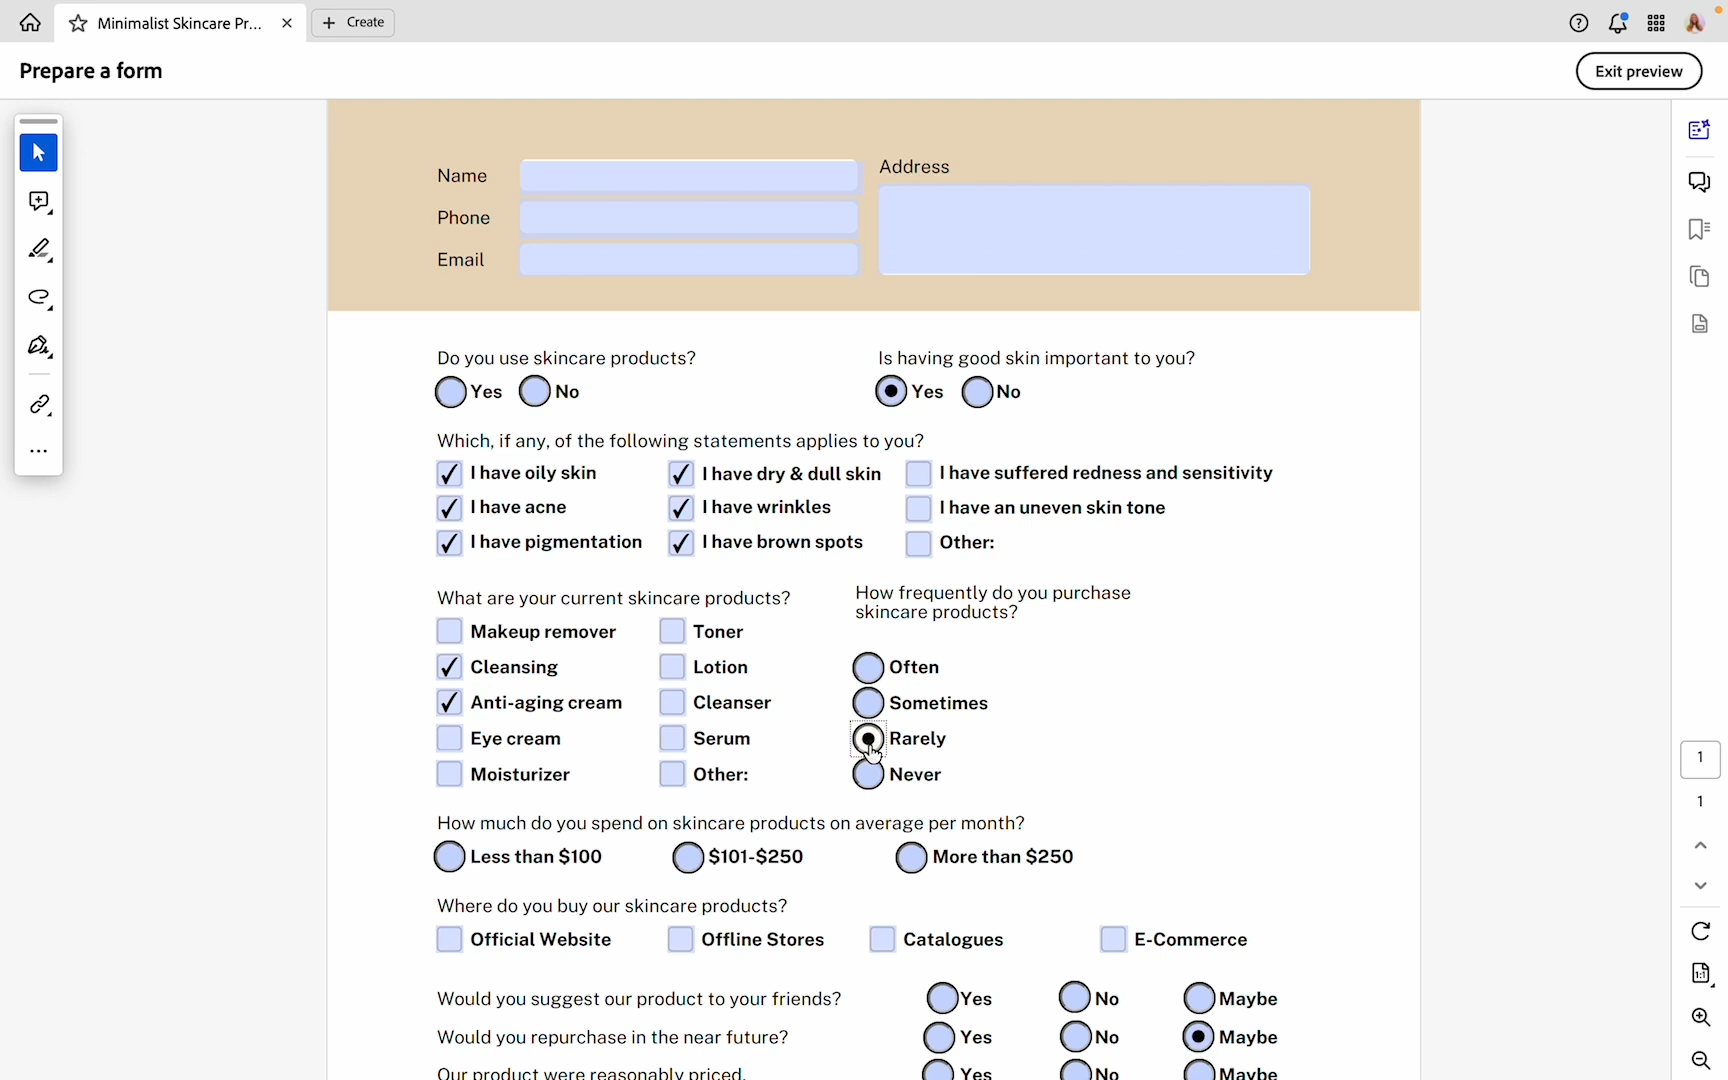 Minimalist Skincare Pr...
Create
Prepare a form
Exit preview
Name
Address
Phone
Email
Do you use skincare products?
Is having good skin important to you?
Yes No
Yes No
Which, if any, of the following statements applies to you?
I have oily skin
I have dry & dull skin
I have suffered redness and sensitivity
I have acne
I have wrinkles
I have an uneven skin tone
I have pigmentation
I have brown spots
Other:
What are your current skincare products?
Makeup remover
Toner
Cleansing
Lotion
Anti-aging cream
Cleanser
Eye cream
Serum
Moisturizer
Other:
How frequently do you purchase
skincare products?
Often
Sometimes
Rarely
Never
How much do you spend on skincare products on average per month?
Less than $100
$101-$250
More than $250
Where do you buy our skincare products?
Official Website
Offline Stores
Catalogues
E-Commerce
Would you suggest our product to your friends?
Yes No Maybe
Would you repurchase in the near future?
Yes No Maybe
Our product were reasonably priced.
Yes No Maybe
1
1
1:1